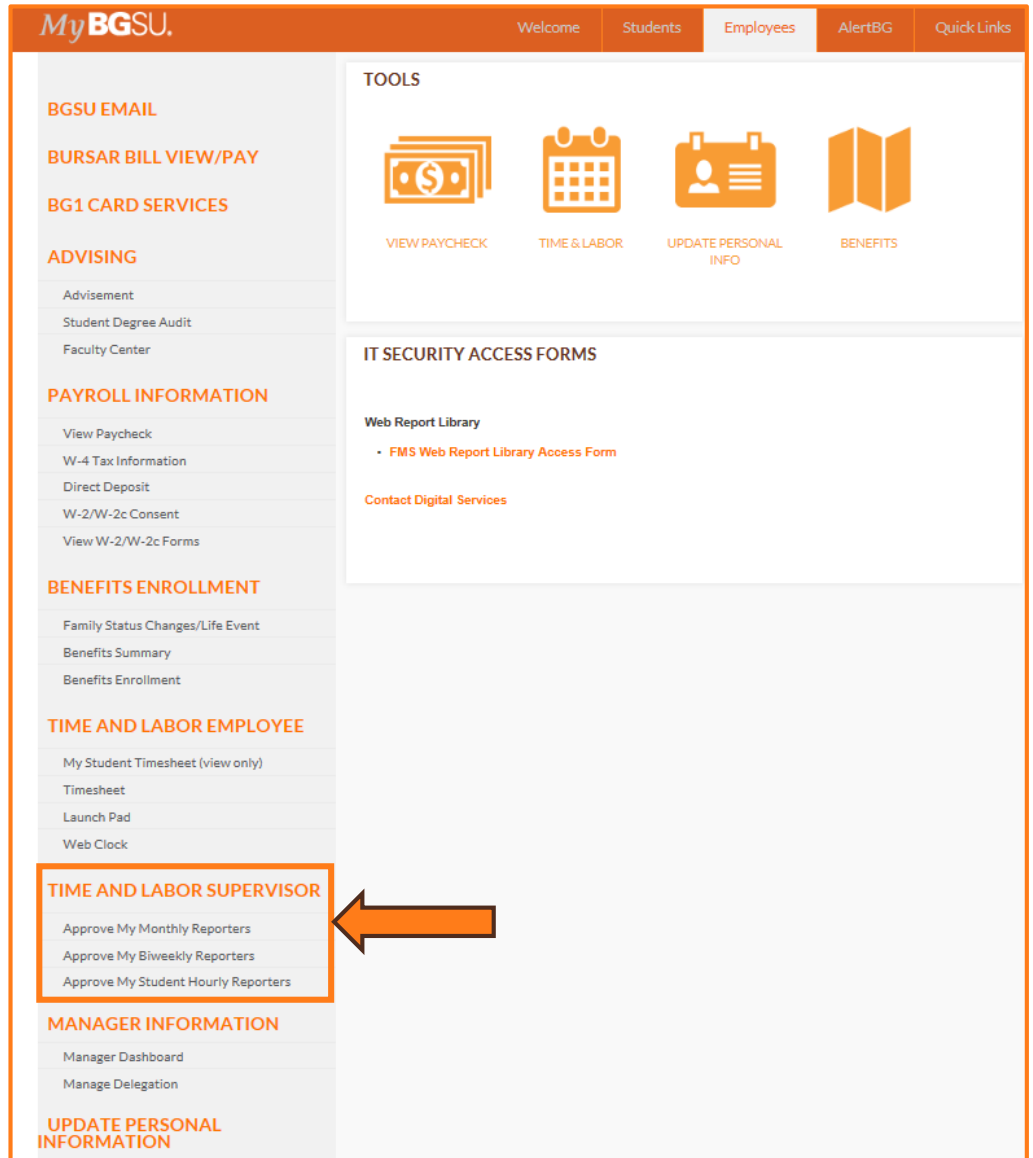 MyBGSU.
Welcome
Students
Employees
AlertBG
Quick Links
BGSU EMAIL
BURSAR BILL VIEW/PAY
BG1 CARD SERVICES
ADVISING
Advisement
Student Degree Audit
Faculty Center
PAYROLL INFORMATION
View Paycheck
W-4 Tax Information
Direct Deposit
W-2/W-2c Consent
View W-2/W-2c Forms
BENEFITS ENROLLMENT
Family Status Changes/Life Event
Benefits Summary
Benefits Enrollment
TIME AND LABOR EMPLOYEE
My Student Timesheet (view only)
Timesheet
Launch Pad
Web Clock
TIME AND LABOR SUPERVISOR
Approve My Monthly Reporters
Approve My Biweekly Reporters
Approve My Student Hourly Reporters
MANAGER INFORMATION
Manager Dashboard
Manage Delegation
UPDATE PERSONAL
INFORMATION
TOOLS
$
VIEW PAYCHECK
TIME & LABOR
UPDATE PERSONAL
INFO
BENEFITS
IT SECURITY ACCESS FORMS
Web Report Library
• FMS Web Report Library Access Form
Contact Digital Services